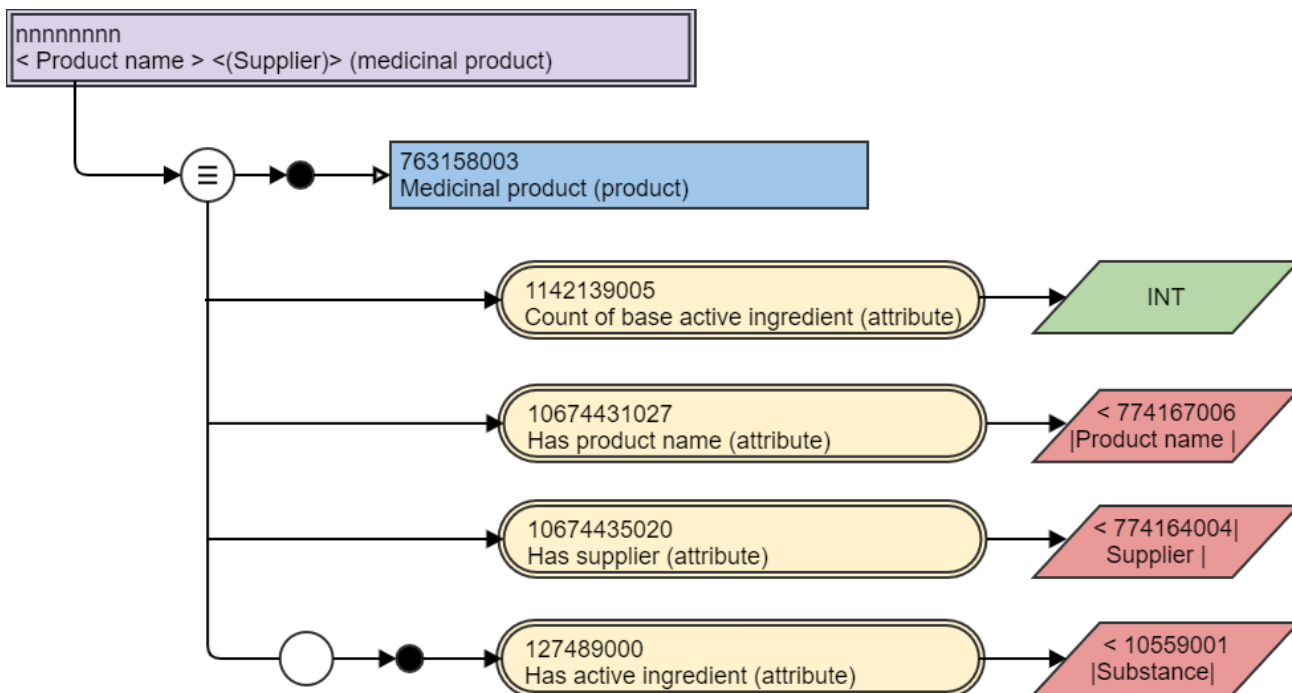 nnnnnnnn
< Product name > <(Supplier)> (medicinal product)
763158003
Medicinal product (product)
1142139005
Count of base active ingredient (attribute)
INT
10674431027
Has product name (attribute)
< 774167006
|Product name |
10674435020
Has supplier (attribute)
< 774164004|
Supplier |
127489000
Has active ingredient (attribute)
< 10559001
|Substance|